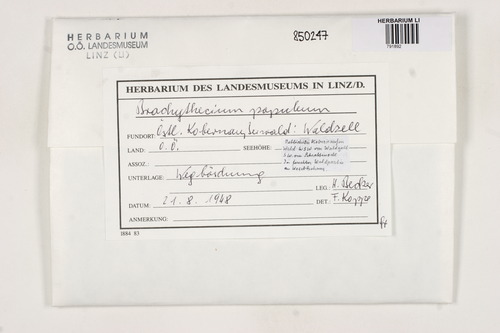 HERBARIUM
O.Ö. LANDESMUSEUM
LINZ (LI)
850247
HERBARIUM LI
HERBARIUM DES LANDESMUSEUMS IN LINZ/D.
Brachythecium populeum
FUNDORT: Östl. Kobernaußerwald: Waldzell
LAND: O.Ö. SEEHÖHE:
ASSOZ.
UNTERLAGE: Wegböschung
LEG. H. Becker
DATUM: 21.8.1948 DET. F. Koppe
ANMERKUNG:
1884 83